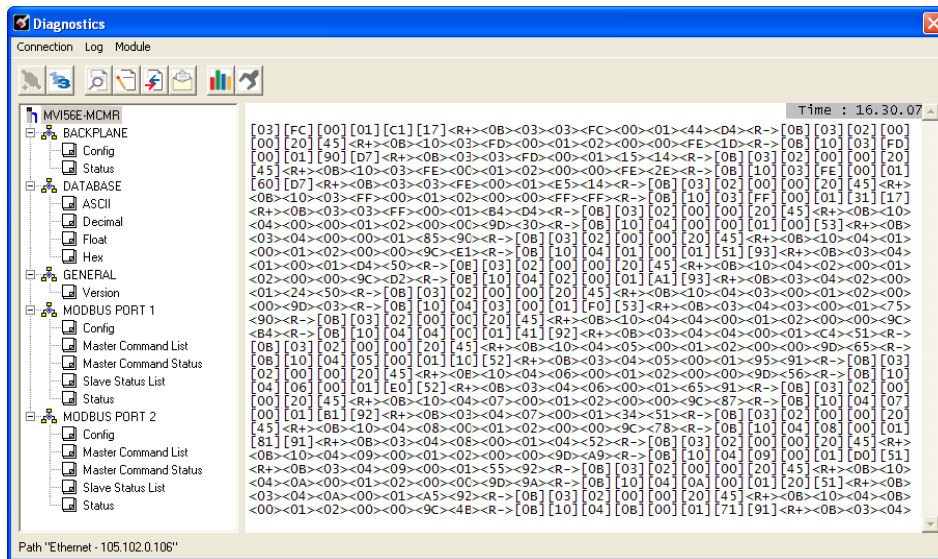 Diagnostics
Connection Log Module
MVI56E-MCMR
BACKPLANE
Config
Status
DATABASE
ASCII
Decimal
Float
Hex
GENERAL
Version
MODBUS PORT 1
Config
Master Command List
Master Command Status
Slave Status List
Status
MODBUS PORT 2
Config
Master Command List
Master Command Status
Slave Status List
Status
Time : 16.30.07
[03][FC][00][01][C1][17]<R+><0B><03><03><FC><00><01><44><D4><R->[0B][03][02][00]
[00][20][45]<R+><0B><10><03><FD><00><01><02><00><00><FE><1D><R->[0B][10][03][FD]
[00][01][90][D7]<R+><0B><03><03><FD><00><01><15><14><R->[0B][03][02][00][00][20]
[45]<R+><0B><10><03><FE><00><01><02><00><00><FE><2E><R->[0B][10][03][FE][00][01]
[60][D7]<R+><0B><03><03><FE><00><01><E5><14><R->[0B][03][02][00][00][20][45]<R+>
<0B><10><03><FF><00><01><02><00><00><FF><FF><R->[0B][10][03][FF][00][01][31][17]
<R+><0B><03><03><FF><00><01><B4><D4><R->[0B][03][02][00][00][20][45]<R+><0B><10>
<04><00><00><01><02><00><00><9D><30><R->[0B][10][04][00][00][01][00][53]<R+><0B>
<03><04><00><00><01><85><90><R->[0B][03][02][00][00][20][45]<R+><0B><10><04><01>
<00><01><02><00><00><9C><E1><R->[0B][10][04][01][00][01][51][93]<R+><0B><03><04>
<01><00><01><D4><50><R->[0B][03][02][00][00][20][45]<R+><0B><10><04><02><00><01>
<02><00><00><9C><D2><R->[0B][10][04][02][00][01][A1][93]<R+><0B><03><04><02><00>
<01><24><50><R->[0B][03][02][00][00][20][45]<R+><0B><10><04><03><00><01><02><00>
<00><9D><03><R->[0B][10][04][03][00][01][F0][53]<R+><0B><03><04><03><00><01><75>
<90><R->[0B][03][02][00][00][20][45]<R+><0B><10><04><04><00><01><02><00><00><9C>
<B4><R->[0B][10][04][04][00][01][41][92]<R+><0B><03><04><04><00><01><C4><51><R->
[0B][03][02][00][00][20][45]<R+><0B><10><04><05><00><01><02><00><00><9D><65><R->
[0B][10][04][05][00][01][10][52]<R+><0B><03><04><05><00><01><95><91><R->[0B][03]
[02][00][00][20][45]<R+><0B><10><04><06><00><01><02><00><00><9D><56><R->[0B][10]
[04][06][00][01][E0][52]<R+><0B><03><04><06><00><01><65><91><R->[0B][03][02][00]
[00][20][45]<R+><0B><10><04><07><00><01><02><00><00><9C><87><R->[0B][10][04][07]
[00][01][B1][92]<R+><0B><03><04><07><00><01><34><51><R->[0B][03][02][00][00][20]
[45]<R+><0B><10><04><08><00><01><02><00><00><9C><78><R->[0B][10][04][08][00][01]
[81][91]<R+><0B><03><04><08><00><01><04><52><R->[0B][03][02][00][00][20][45]<R+>
<0B><10><04><09><00><01><02><00><00><9D><A9><R->[0B][10][04][09][00][01][D0][51]
<R+><0B><03><04><09><00><01><55><92><R->[0B][03][02][00][00][20][45]<R+><0B><10>
<04><0A><00><01><02><00><00><9D><9A><R->[0B][10][04][0A][00][01][20][51]<R+><0B>
<03><04><0A><00><01><A5><92><R->[0B][03][02][00][00][20][45]<R+><0B><10><04><0B>
<00><01><02><00><00><9C><4B><R->[0B][10][04][0B][00][01][71][91]<R+><0B><03><04>
Path "Ethernet - 105.102.0.106"